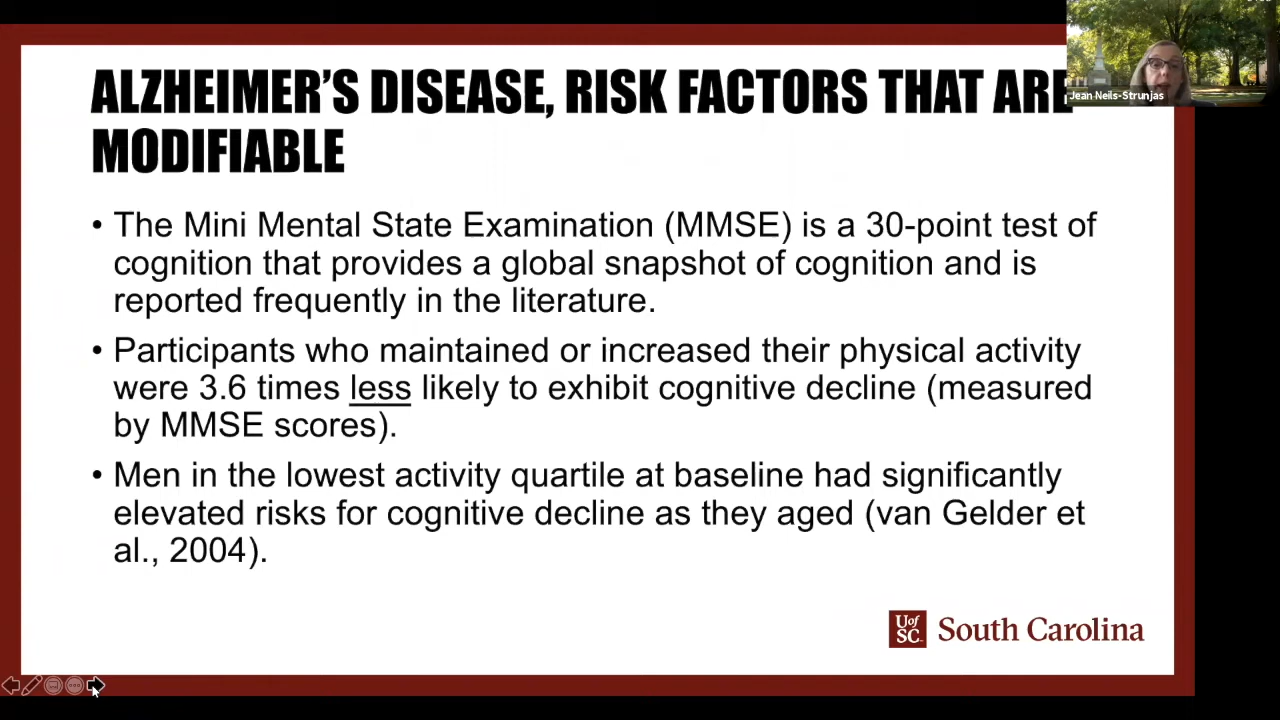 ALZHEIMER'S DISEASE, RISK FACTORS THAT ARE
MODIFIABLE
Jean Neils-Strunjas
• The Mini Mental State Examination (MMSE) is a 30-point test of
cognition that provides a global snapshot of cognition and is
reported frequently in the literature.
• Participants who maintained or increased their physical activity
were 3.6 times less likely to exhibit cognitive decline (measured
by MMSE scores).
• Men in the lowest activity quartile at baseline had significantly
elevated risks for cognitive decline as they aged (van Gelder et
al., 2004).
U of SC South Carolina